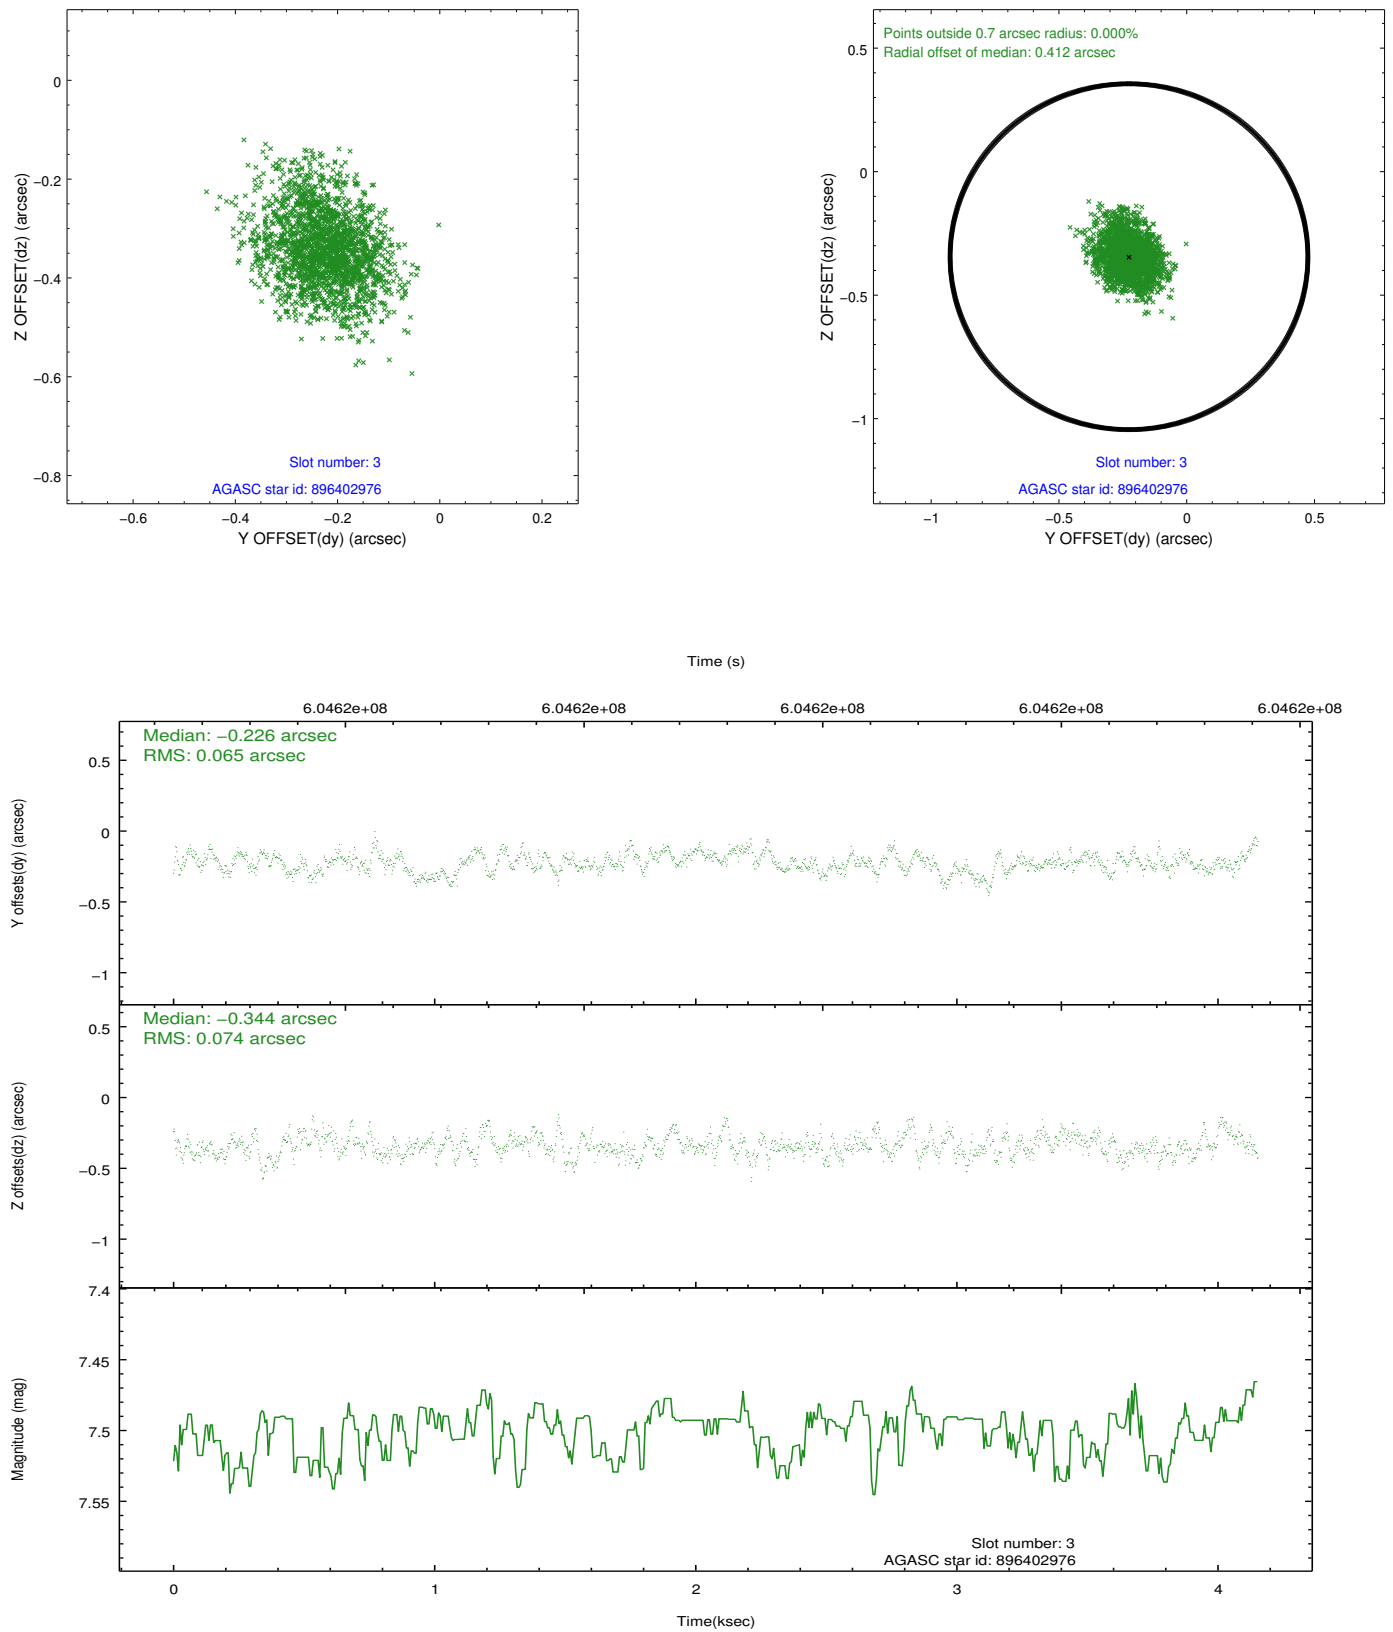 0
−0.2
−0.4
−0.6
−0.8
Z OFFSET(dz) (arcsec)
Slot number: 3
AGASC star id: 896402976
−0.6
−0.4
−0.2
0
0.2
Y OFFSET(dy) (arcsec)
Points outside 0.7 arcsec radius: 0.000%
Radial offset of median: 0.412 arcsec
0.5
0
−0.5
−1
Z OFFSET(dz) (arcsec)
Slot number: 3
AGASC star id: 896402976
−1
−0.5
0
0.5
Y OFFSET(dy) (arcsec)
Time (s)
6.0462e+08
6.0462e+08
6.0462e+08
6.0462e+08
6.0462e+08
Median: −0.226 arcsec
RMS: 0.065 arcsec
0.5
0
−0.5
−1
Y offsets(dy) (arcsec)
Median: −0.344 arcsec
RMS: 0.074 arcsec
0.5
0
−0.5
−1
Z offsets(dz) (arcsec)
7.4
7.45
7.5
7.55
Magnitude (mag)
Slot number: 3
AGASC star id: 896402976
0
1
2
3
4
Time(ksec)